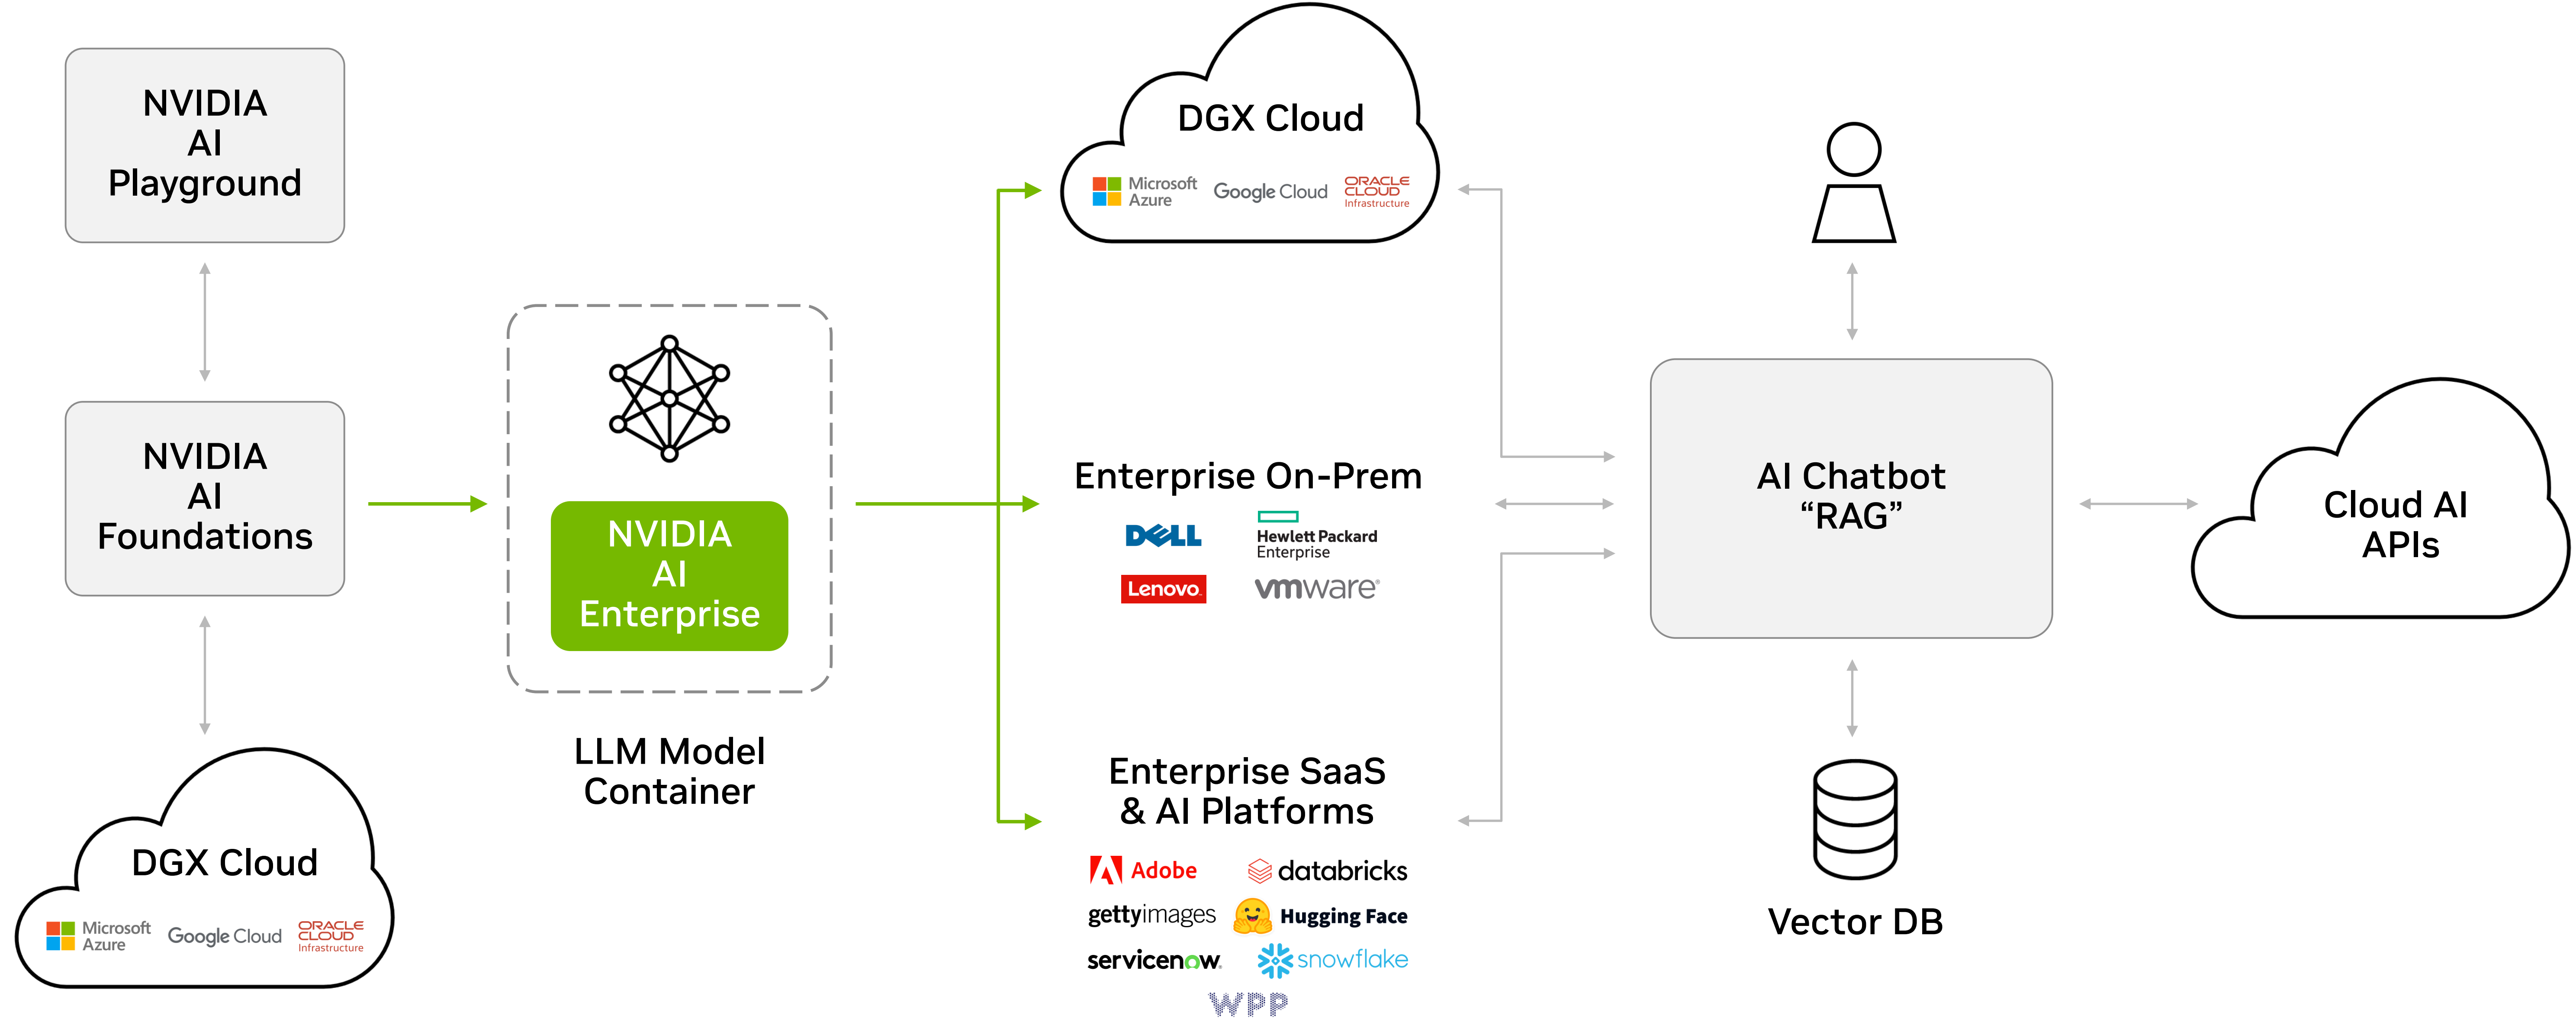 NVIDIA
AI
Playground
NVIDIA
AI
Foundations
DGX Cloud
Microsoft
Azure
Google Cloud
ORACLE
CLOUD
Infrastructure
NVIDIA
AI
Enterprise
LLM Model
Container
DGX Cloud
Microsoft
Azure
Google Cloud
ORACLE
CLOUD
Infrastructure
Enterprise On-Prem
DELL
Hewlett Packard
Enterprise
Lenovo
vmware®
Enterprise SaaS
& AI Platforms
Adobe
databricks
gettyimages
Hugging Face
servicenow
snowflake
WPP
AI Chatbot
“RAG”
Vector DB
Cloud AI
APIs